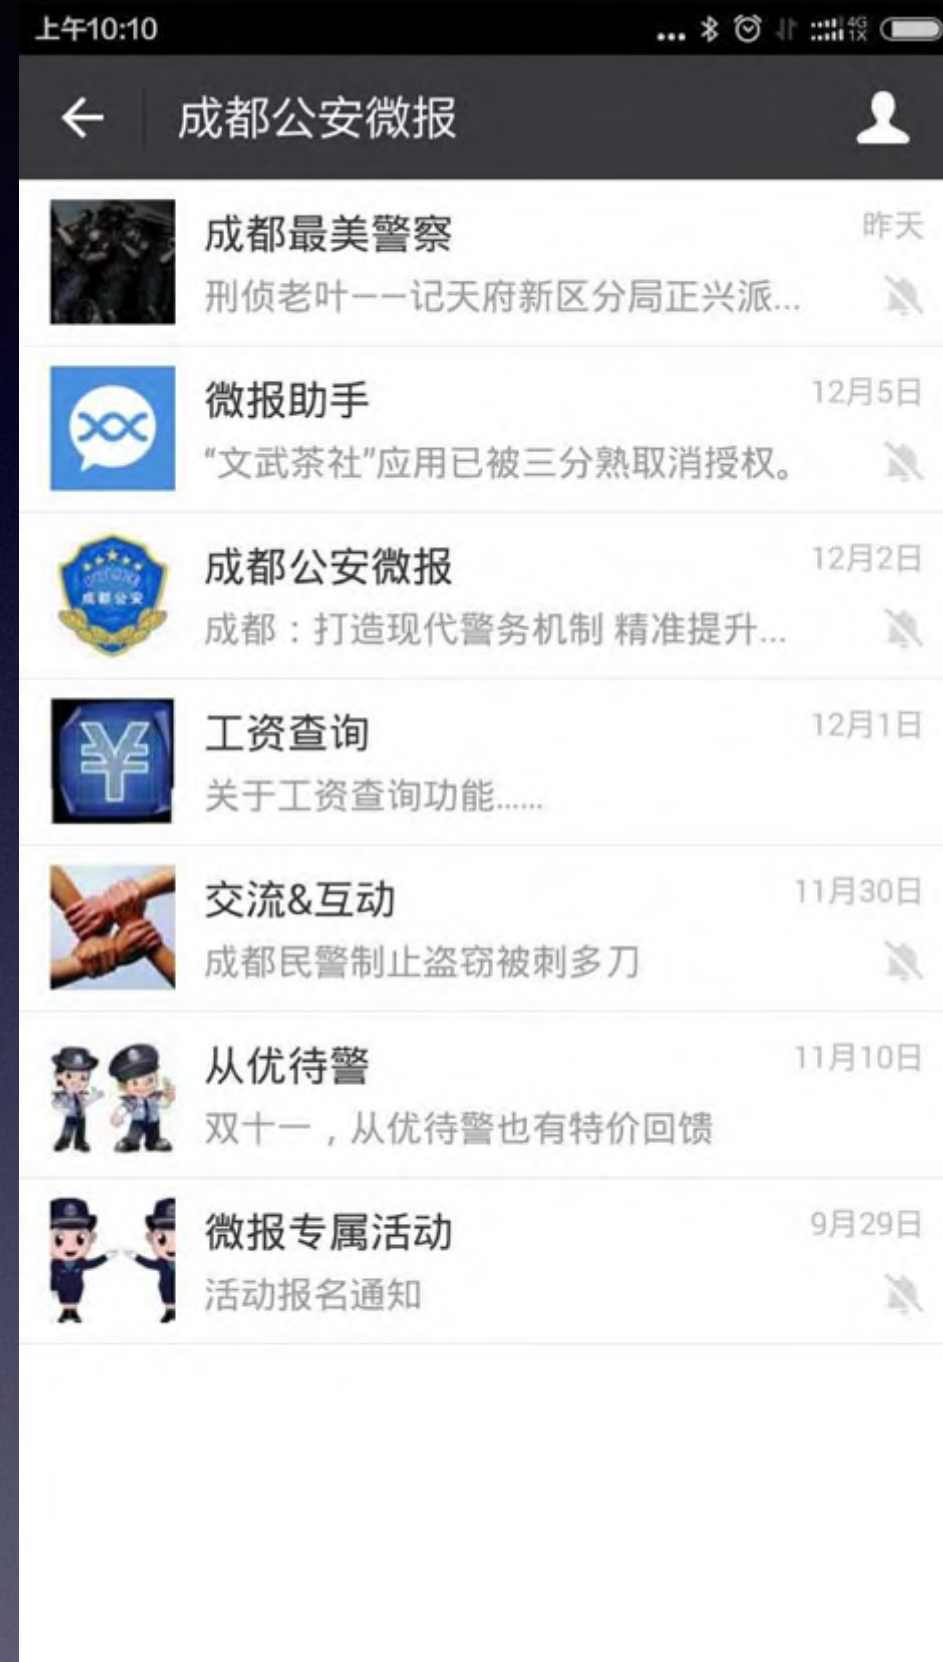 上午10:10
4G
1X
成都公安微报
成都最美警察
昨天
刑侦老叶——记天府新区分局正兴派...
微报助手
12月5日
“文武茶社”应用已被三分熟取消授权。
成都公安
成都公安微报
12月2日
成都：打造现代警务机制 精准提升...
工资查询
12月1日
关于工资查询功能......
交流&互动
11月30日
成都民警制止盗窃被刺多刀
从优待警
11月10日
双十一，从优待警也有特价回馈
微报专属活动
9月29日
活动报名通知